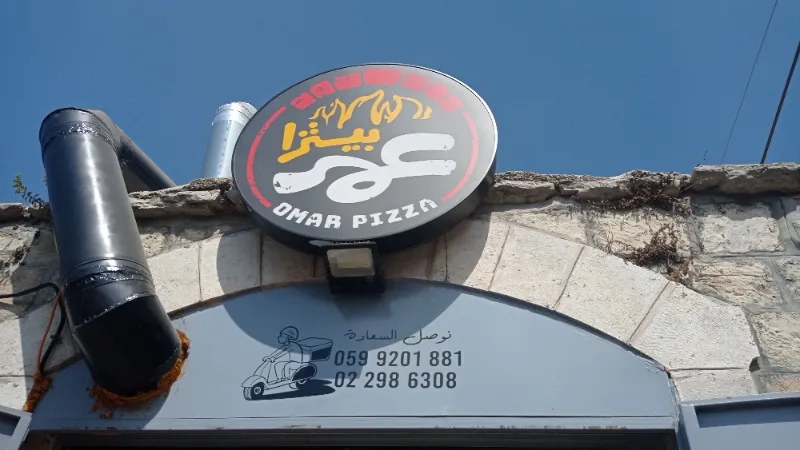 بيتزا
عمر
OMAR PIZZA
نوصل السعادة
059 9201 881
02 298 6308